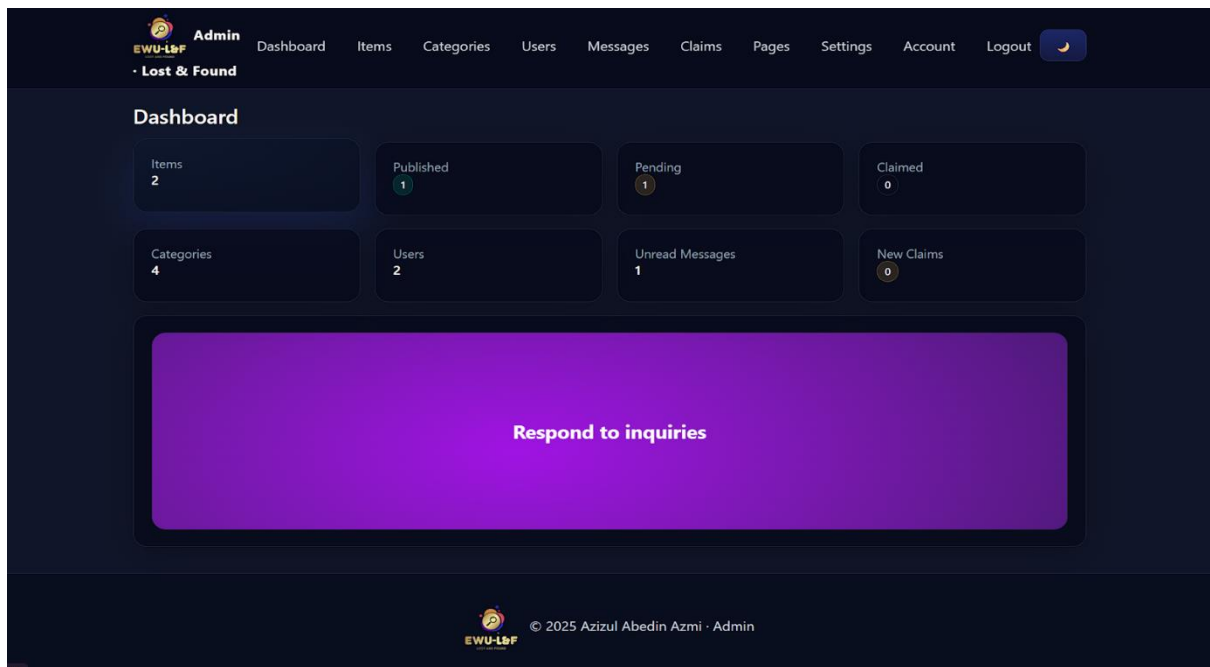 EWU-L&F Admin
· Lost & Found
Dashboard Items Categories Users Messages Claims Pages Settings Account Logout
Dashboard
Items
2
Published
1
Pending
1
Claimed
0
Categories
4
Users
2
Unread Messages
1
New Claims
0
Respond to inquiries
EWU-L&F
© 2025 Azizul Abedin Azmi · Admin